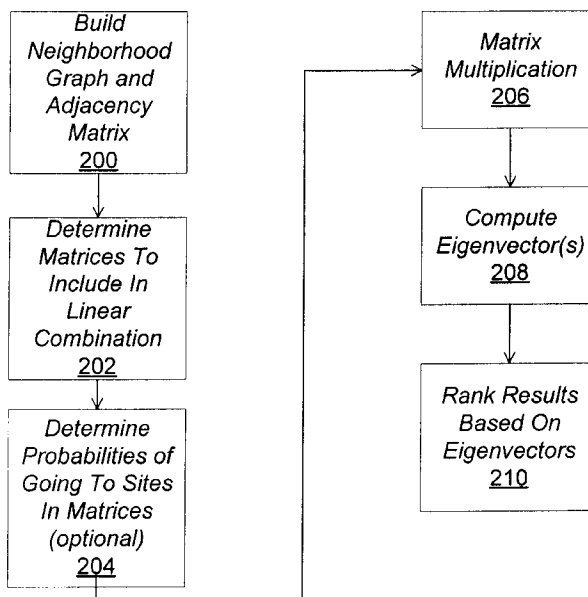 Build
Neighborhood
Graph and
Adjacency
Matrix
200
Determine
Matrices To
Include In
Linear
Combination
202
Determine
Probabilities of
Going To Sites
In Matrices
(optional)
204
Matrix
Multiplication
206
Compute
Eigenvector(s)
208
Rank Results
Based On
Eigenvectors
210